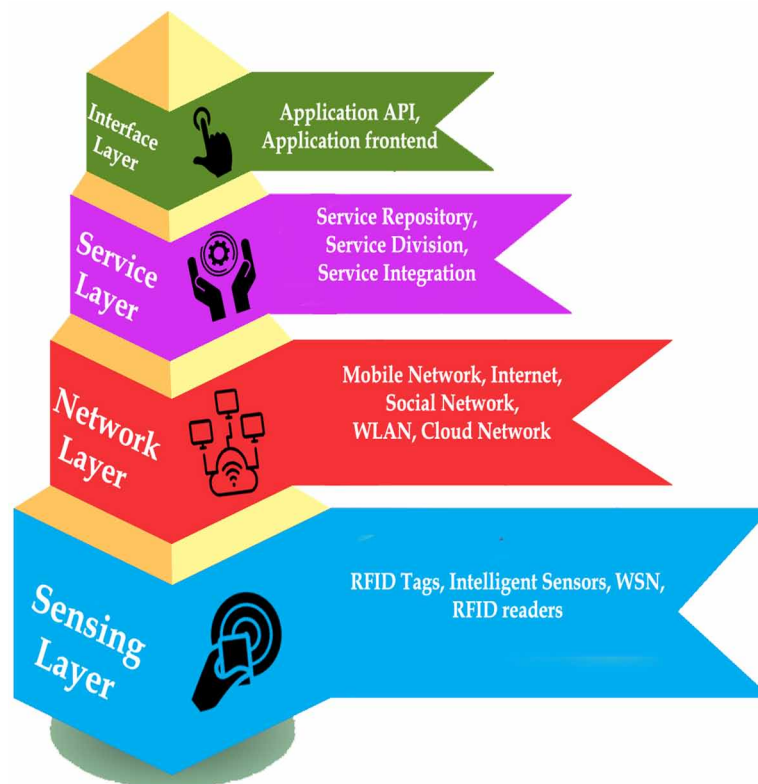 Interface
Layer
Application API,
Application frontend
Service
Layer
Service Repository,
Service Division,
Service Integration
Network
Layer
Mobile Network, Internet,
Social Network,
WLAN, Cloud Network
Sensing
Layer
RFID Tags, Intelligent Sensors, WSN,
RFID readers